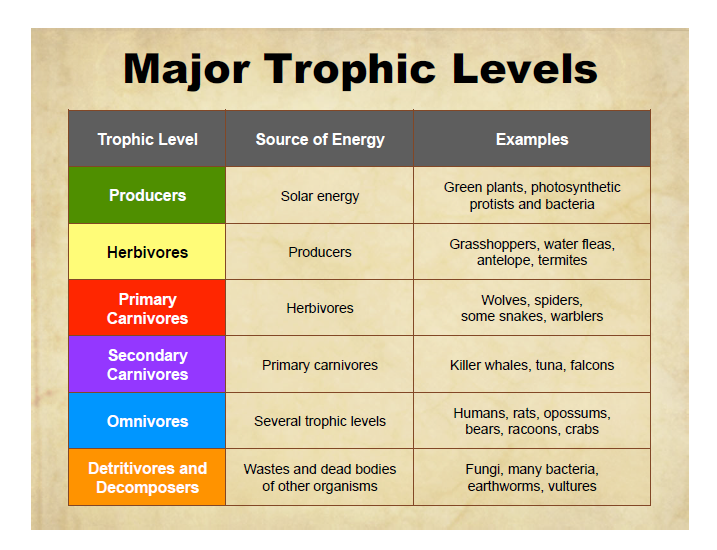 Major Trophic Levels
Trophic Level
Source of Energy
Examples
Producers
Solar energy
Green plants, photosynthetic
protists and bacteria
Herbivores
Producers
Grasshoppers, water fleas,
antelope, termites
Primary
Carnivores
Herbivores
Wolves, spiders,
some snakes, warblers
Secondary
Carnivores
Primary carnivores
Killer whales, tuna, falcons
Omnivores
Several trophic levels
Humans, rats, opossums,
bears, racoons, crabs
Detritivores and
Decomposers
Wastes and dead bodies
of other organisms
Fungi, many bacteria,
earthworms, vultures